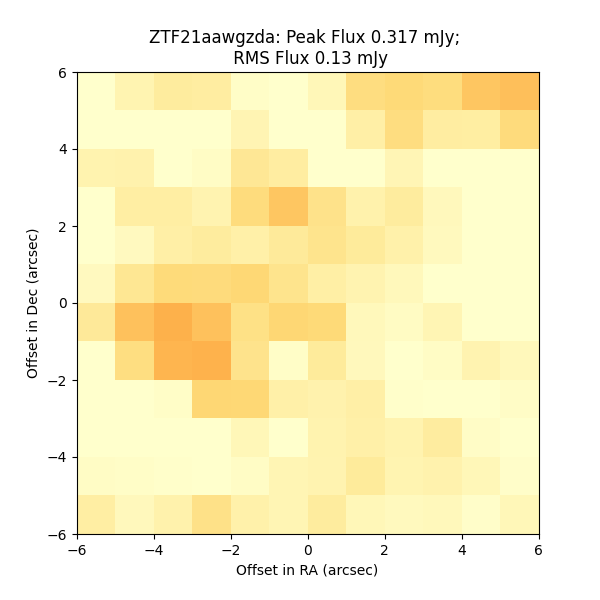 ZTF21aawgzda: Peak Flux 0.317 mJy;
RMS Flux 0.13 mJy
6
4
2
0
−2
−4
−6
Offset in Dec (arcsec)
−6 −4 −2 0 2 4 6
Offset in RA (arcsec)